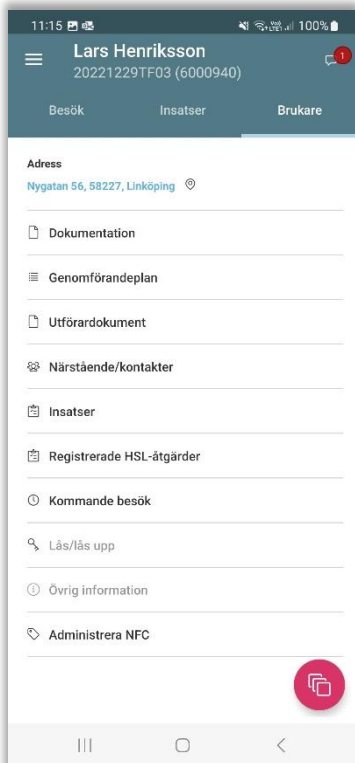 11:15 100%
Lars Henriksson
20221229TF03 (6000940)
1
Besök Insatser Brukare
Adress
Nygatan 56, 58227, Linköping
Dokumentation
Genomförandeplan
Utförardokument
Närstående/kontakter
Insatser
Registrerade HSL-åtgärder
Kommande besök
Lås/lås upp
Övrig information
Administrera NFC